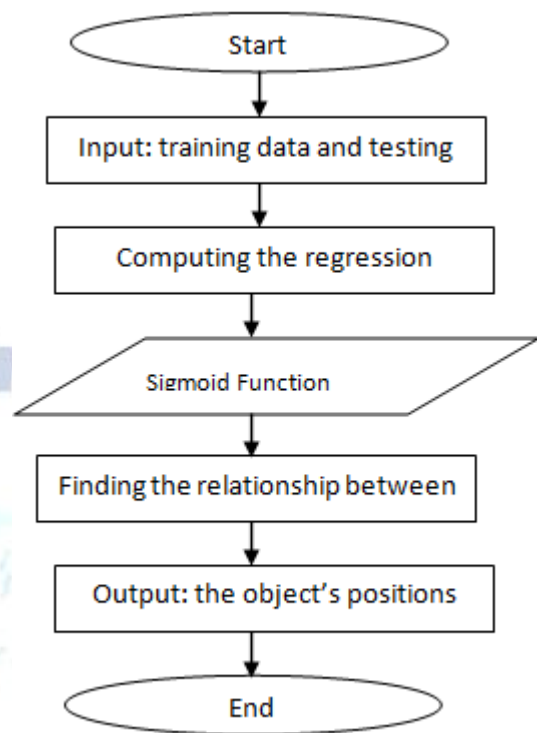 Start
Input: training data and testing
Computing the regression
Sigmoid Function
Finding the relationship between
Output: the object's positions
End